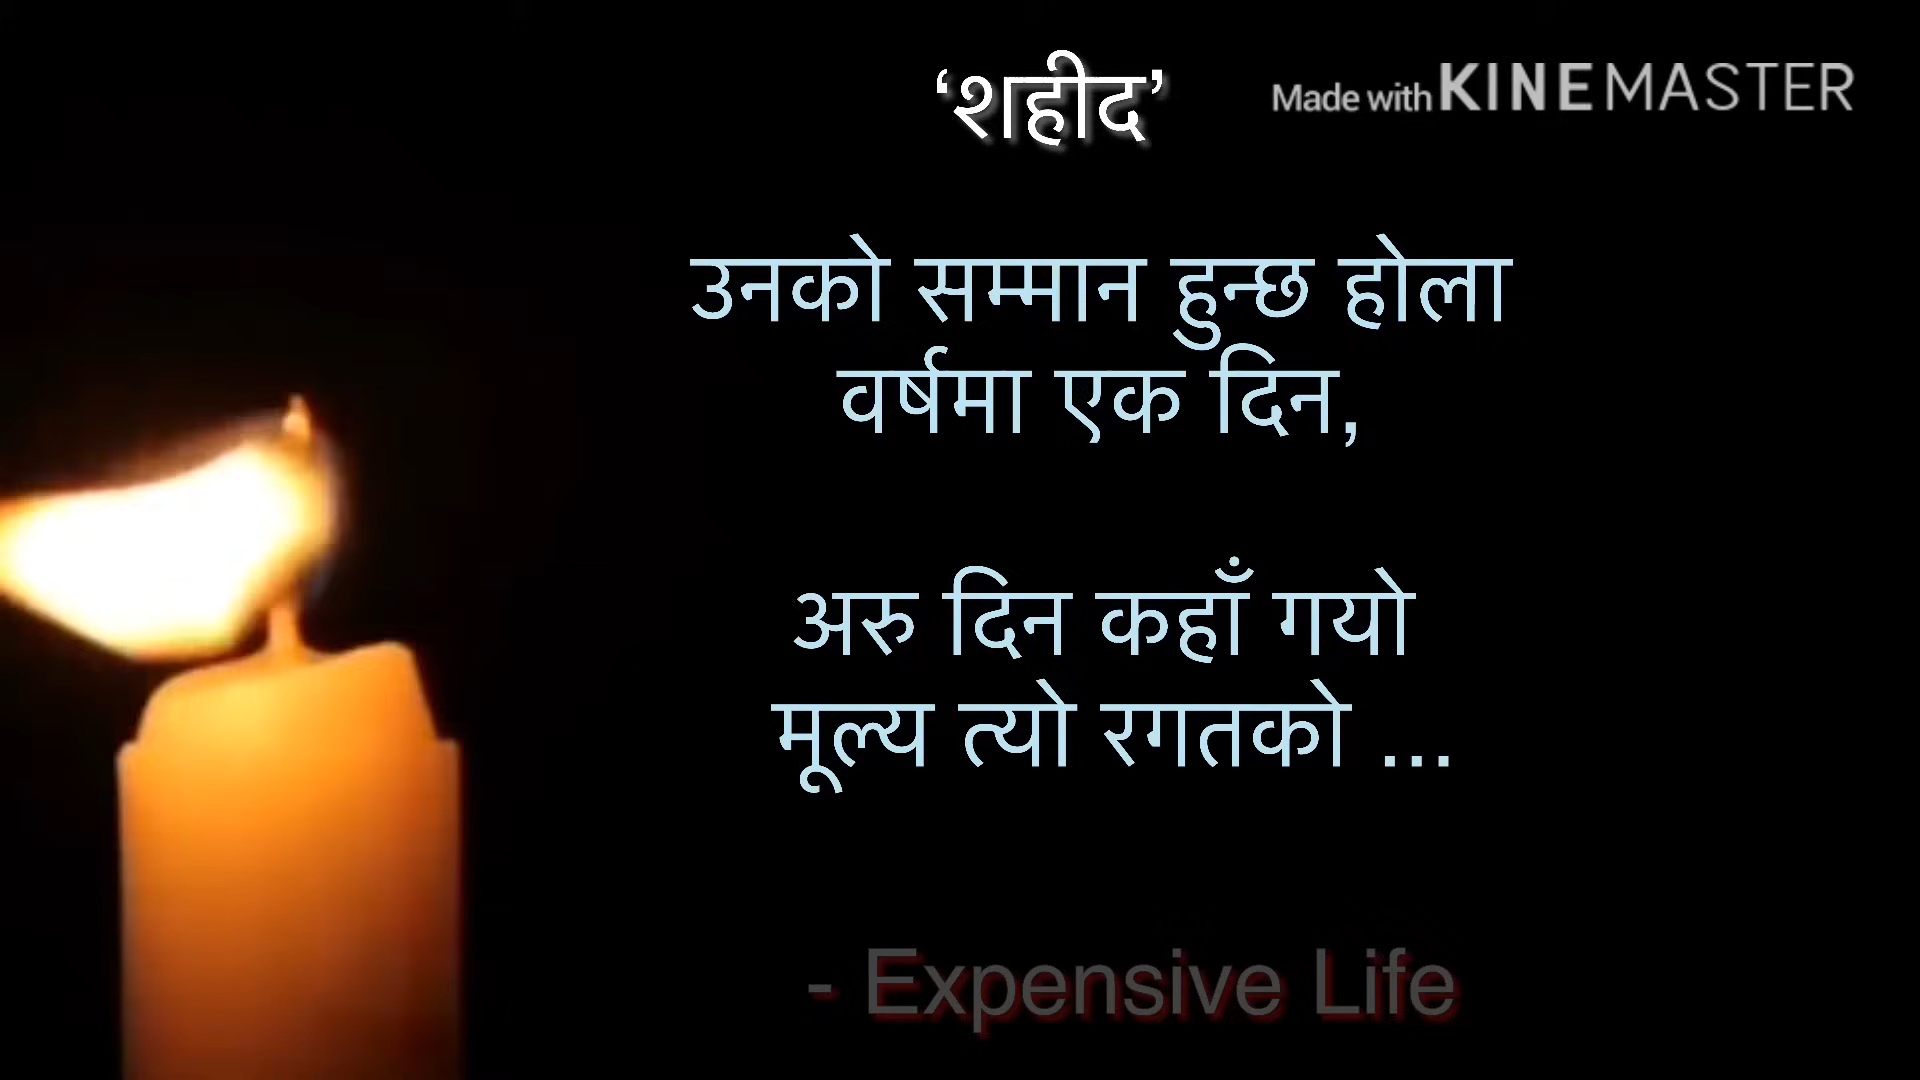 ‘शहीद’
Made with KINEMASTER
उनको सम्मान हुन्छ होला
वर्षमा एक दिन,
अरु दिन कहाँ गयो
मूल्य त्यो रगतको ...
- Expensive Life